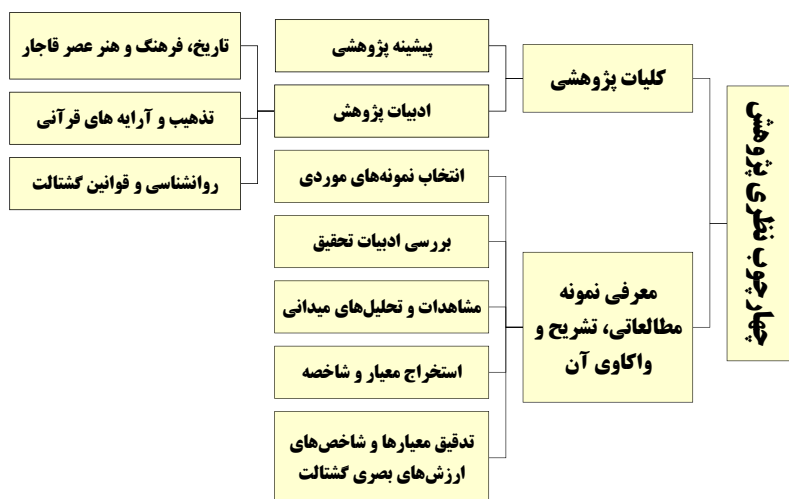 چهارچوب نظری پژوهش
کلیات پژوهشی
پیشینه پژوهشی
ادبیات پژوهش
تاریخ، فرهنگ و هنر عصر قاجار
تذهیب و آرایه های قرآنی
روانشناسی و قوانین گشتالت
معرفی نمونه
مطالعاتی، تشریح و
واکاوی آن
انتخاب نمونه‌های موردی
بررسی ادبیات تحقیق
مشاهدات و تحلیل‌های میدانی
استخراج معیار و شاخصه
تدقیق معیارها و شاخص‌های
ارزش‌های بصری گشتالت